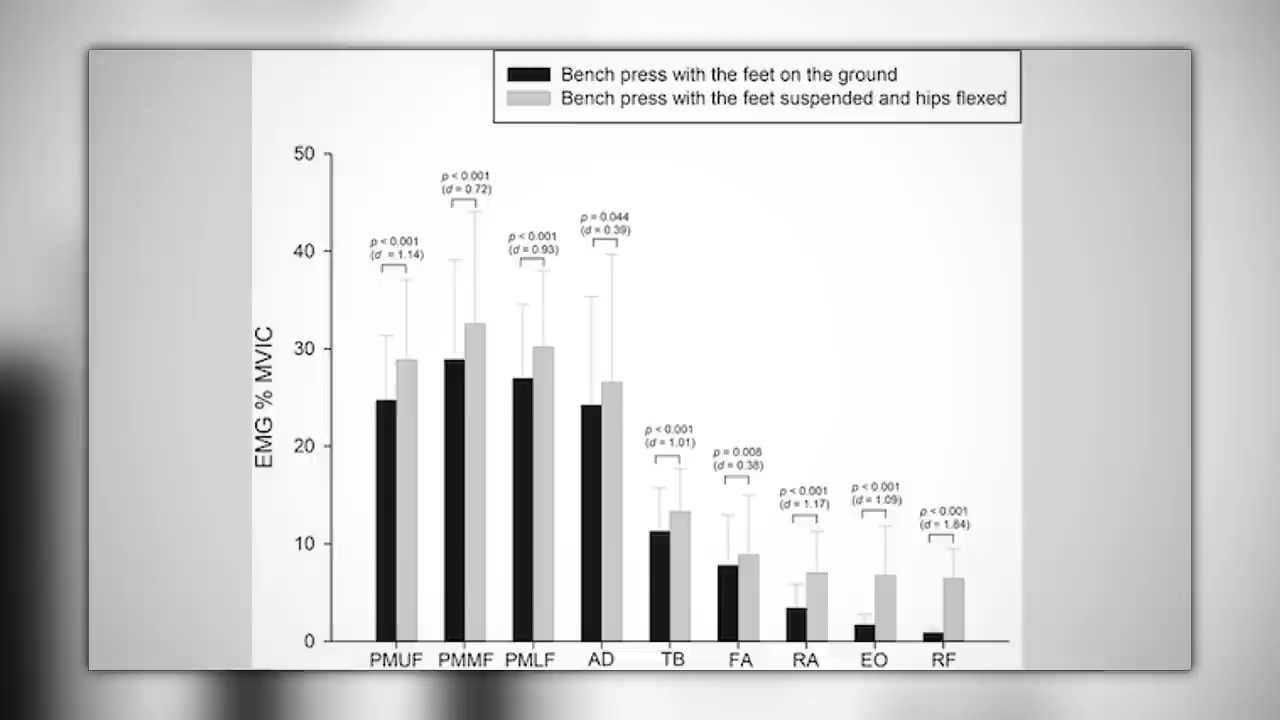 Bench press with the feet on the ground
Bench press with the feet suspended and hips flexed
EMG % MVIC
50
40
30
20
10
0
p < 0.001
(d = 1.14)
p < 0.001
(d = 0.72)
p < 0.001
(d = 0.93)
p = 0.044
(d = 0.39)
p < 0.001
(d = 1.01)
p = 0.008
(d = 0.38)
p < 0.001
(d = 1.17)
p < 0.001
(d = 1.09)
p < 0.001
(d = 1.84)
PMUF PMMF PMLF AD TB FA RA EO RF